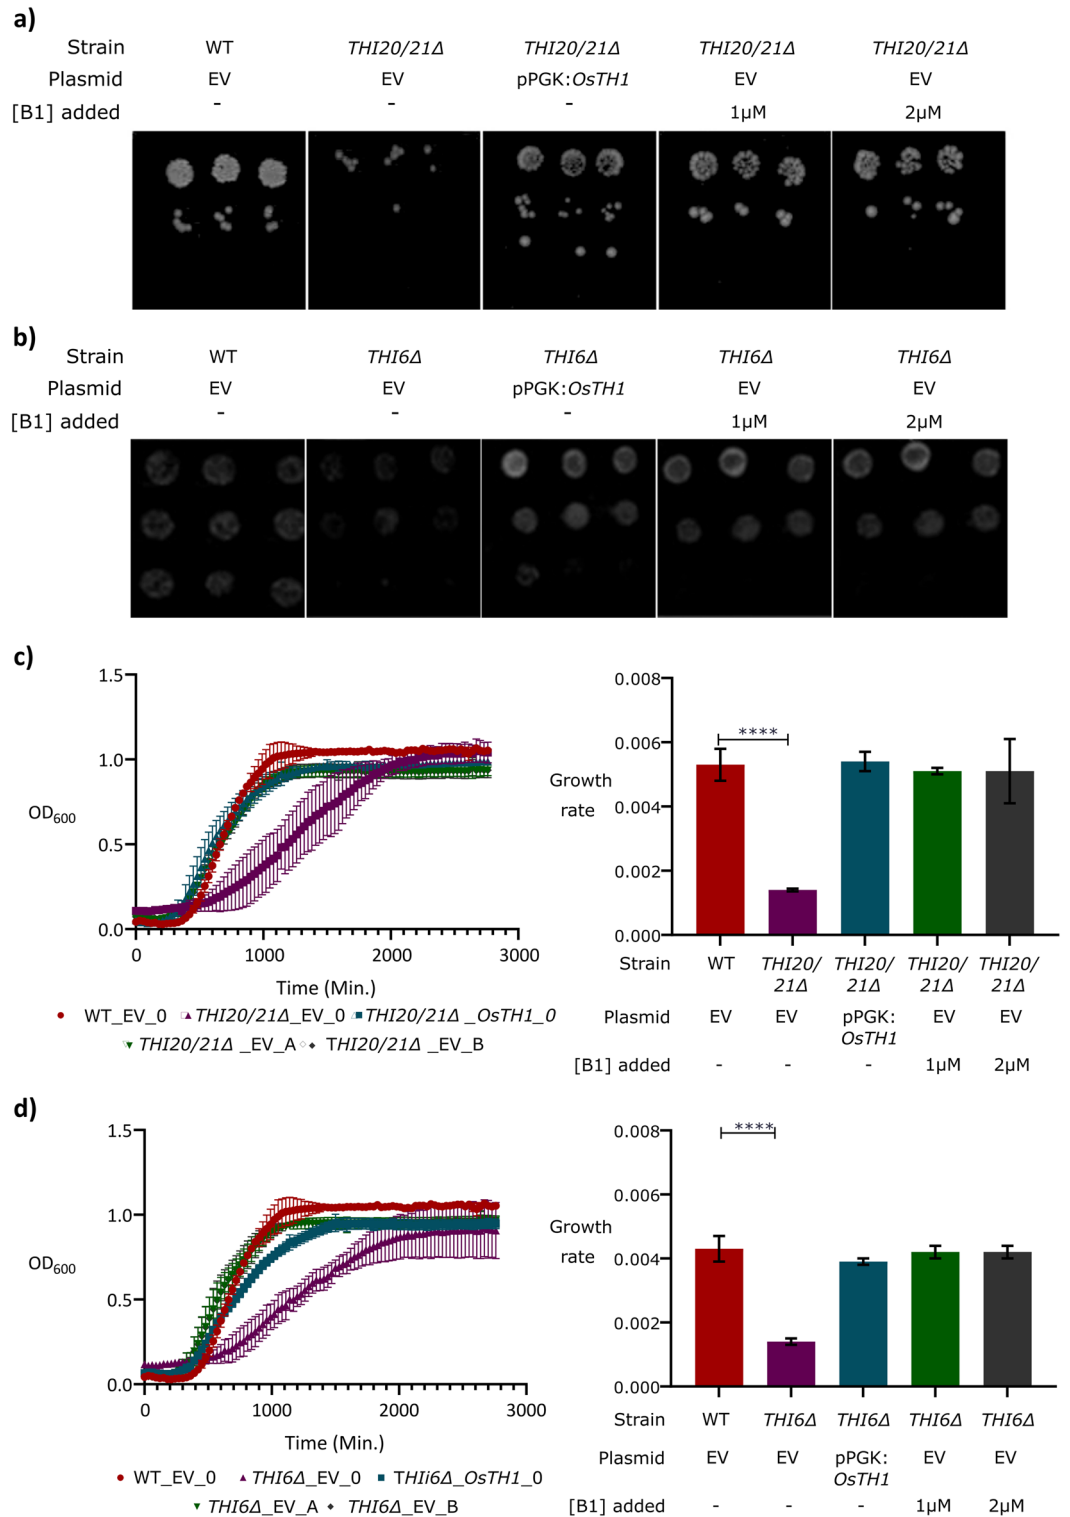 a)
Strain WT THI20/21Δ THI20/21Δ THI20/21Δ THI20/21Δ
Plasmid EV EV pPGK:OsTH1 EV EV
[B1] added - - - 1µM 2µM
b)
Strain WT THI6Δ THI6Δ THI6Δ THI6Δ
Plasmid EV EV pPGK:OsTH1 EV EV
[B1] added - - - 1µM 2µM
c)
1.5
1.0
0.5
0.0
OD600
0 1000 2000 3000
Time (Min.)
WT_EV_0 THI20/21Δ_EV_0 THI20/21Δ _OsTH1_0
THI20/21Δ _EV_A THI20/21Δ _EV_B
0.008
0.006
0.004
0.002
0.000
Growth
rate
****
Strain WT THI20/ THI20/ THI20/ THI20/
21Δ 21Δ 21Δ 21Δ
Plasmid EV EV pPGK: EV EV
OsTH1
[B1] added - - - 1µM 2µM
d)
1.5
1.0
0.5
0.0
OD600
0 1000 2000 3000
Time (Min.)
WT_EV_0 THI6Δ_EV_0 THIi6Δ_OsTH1_0
THI6Δ_EV_A THI6Δ_EV_B
0.008
0.006
0.004
0.002
0.000
Growth
rate
****
Strain WT THI6Δ THI6Δ THI6Δ THI6Δ
Plasmid EV EV pPGK: EV EV
OsTH1
[B1] added - - - 1µM 2µM